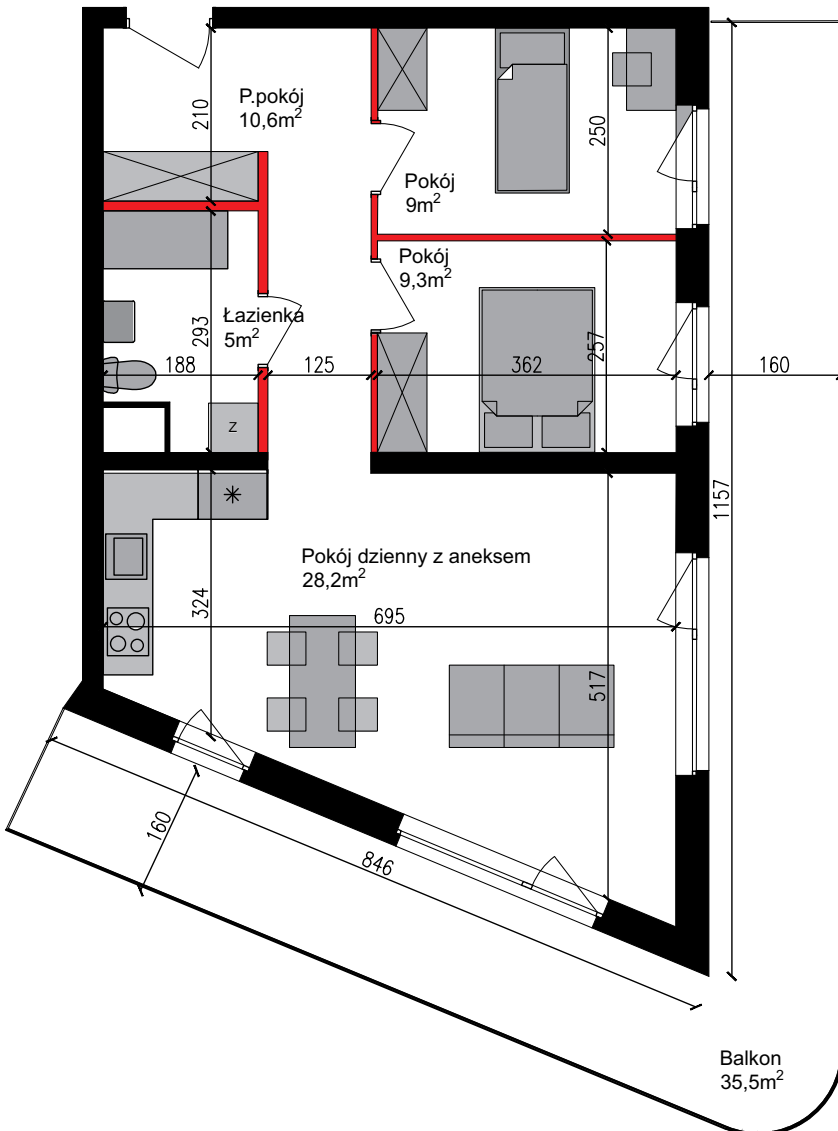 P.pokój
10,6m²
210
250
Pokój
9m²
Pokój
9,3m²
Łazienka
5m²
293
257
188
125
362
160
z
1157
Pokój dzienny z aneksem
28,2m²
324
695
517
160
846
Balkon
35,5m²